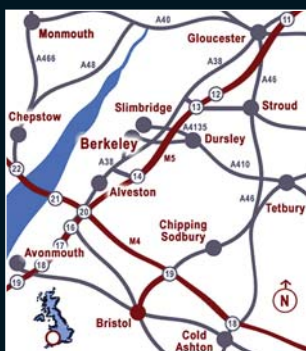 A40
11
Monmouth
Gloucester
A466
A48
A38
A46
12
Slimbridge
13
Stroud
Chepstow
A4135
Berkeley
Dursley
22
A38
M5
A410
14
21
Alveston
A46
20
Tetbury
16
M4
Chipping
Sodbury
17
Avonmouth
18
19
19
N
Bristol
18
Cold
Ashton